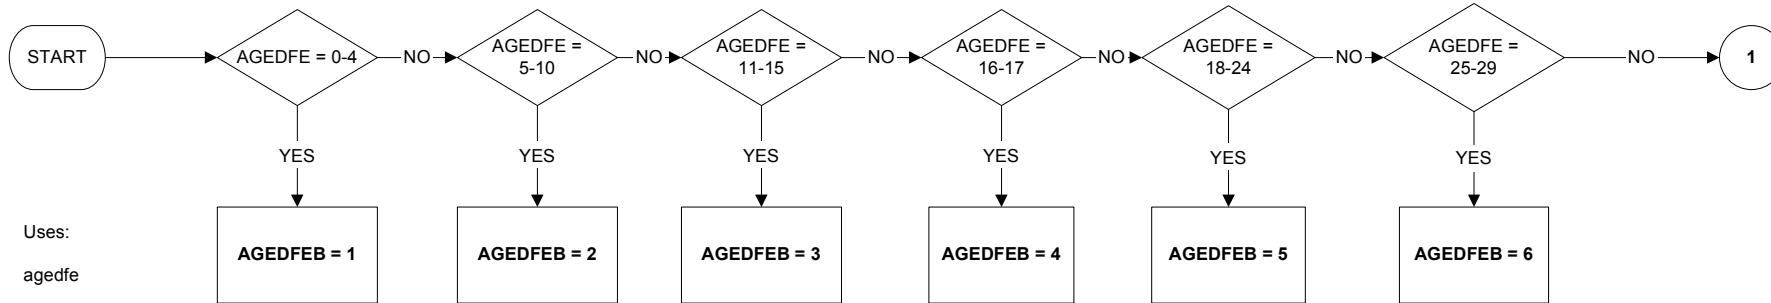 START
AGEDFE = 0-4
NO
AGEDFE =
5-10
NO
AGEDFE =
11-15
NO
AGEDFE =
16-17
NO
AGEDFE =
18-24
NO
AGEDFE =
25-29
NO
1
YES
YES
YES
YES
YES
YES
AGEDFEB = 1
AGEDFEB = 2
AGEDFEB = 3
AGEDFEB = 4
AGEDFEB = 5
AGEDFEB = 6
Uses:
agedfe